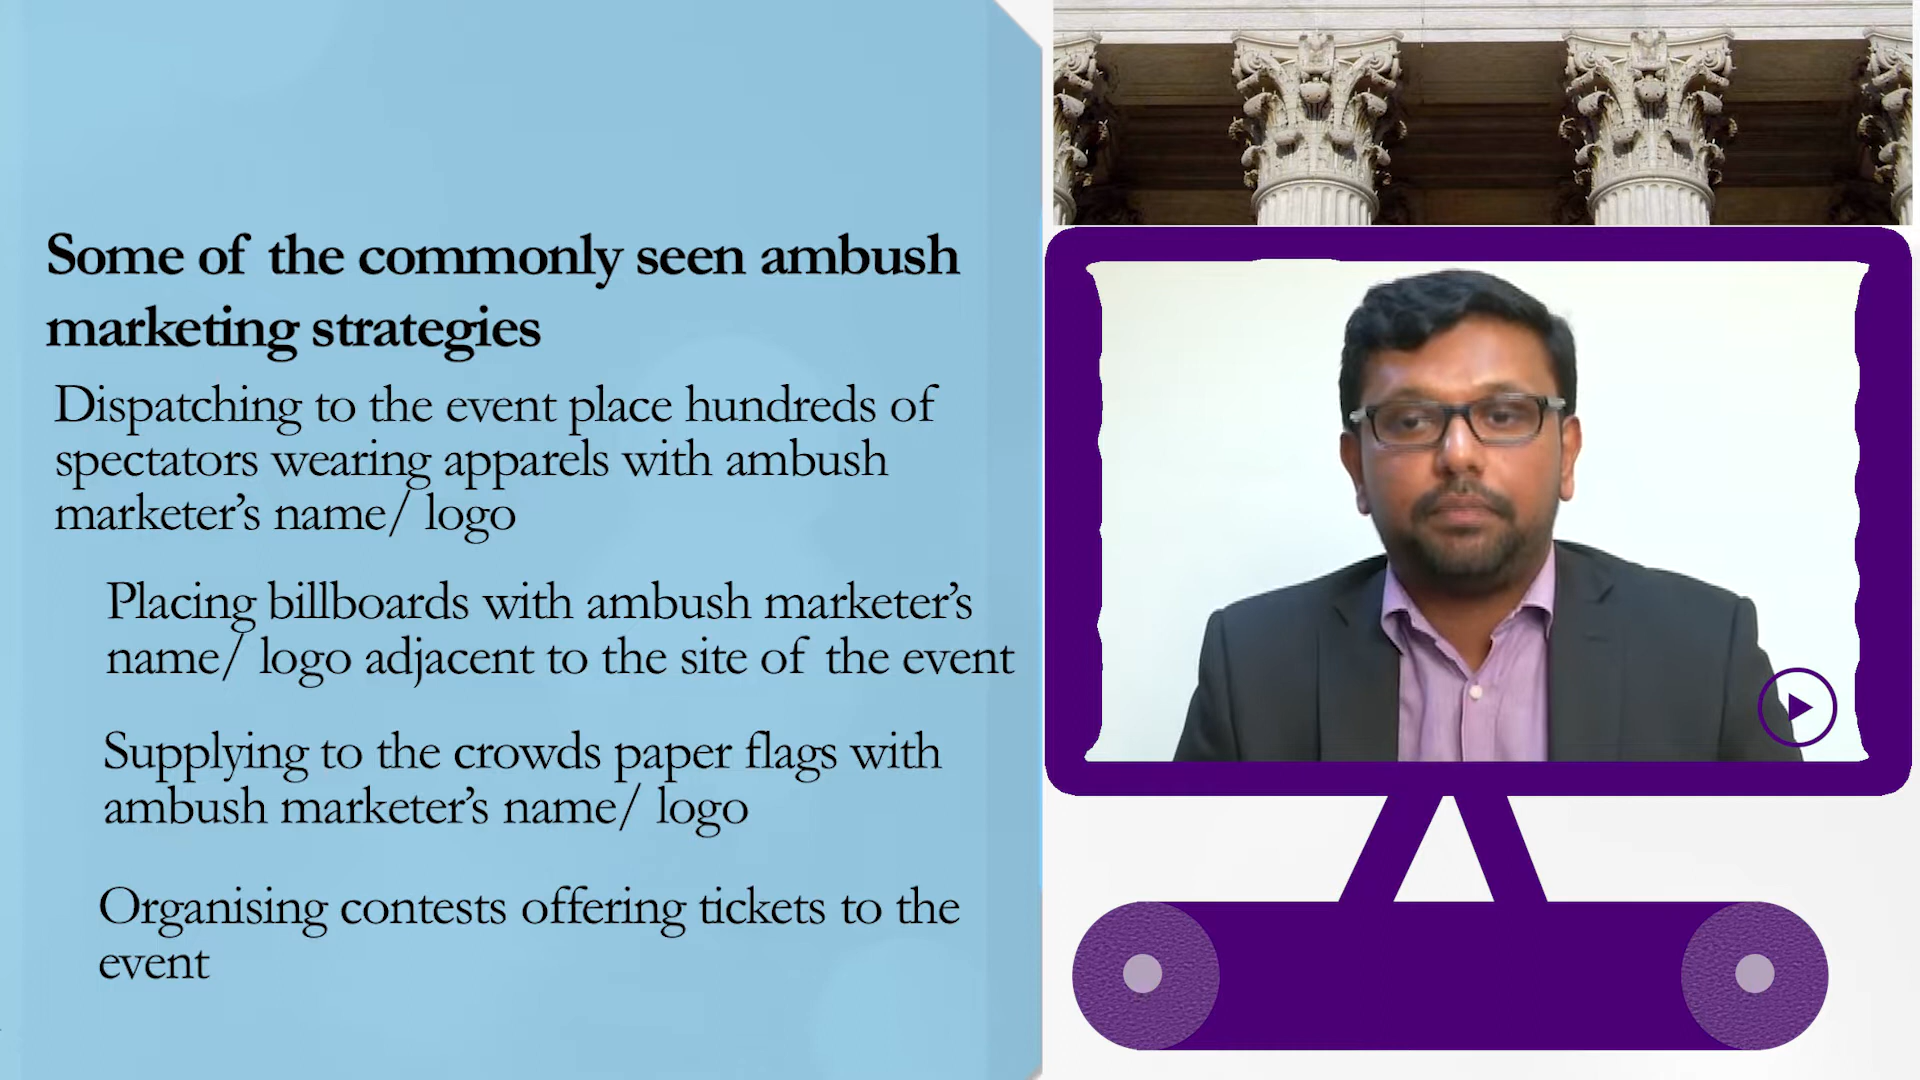 Some of the commonly seen ambush
marketing strategies
Dispatching to the event place hundreds of
spectators wearing apparels with ambush
marketer’s name/ logo
Placing billboards with ambush marketer’s
name/ logo adjacent to the site of the event
Supplying to the crowds paper flags with
ambush marketer’s name/ logo
Organising contests offering tickets to the
event